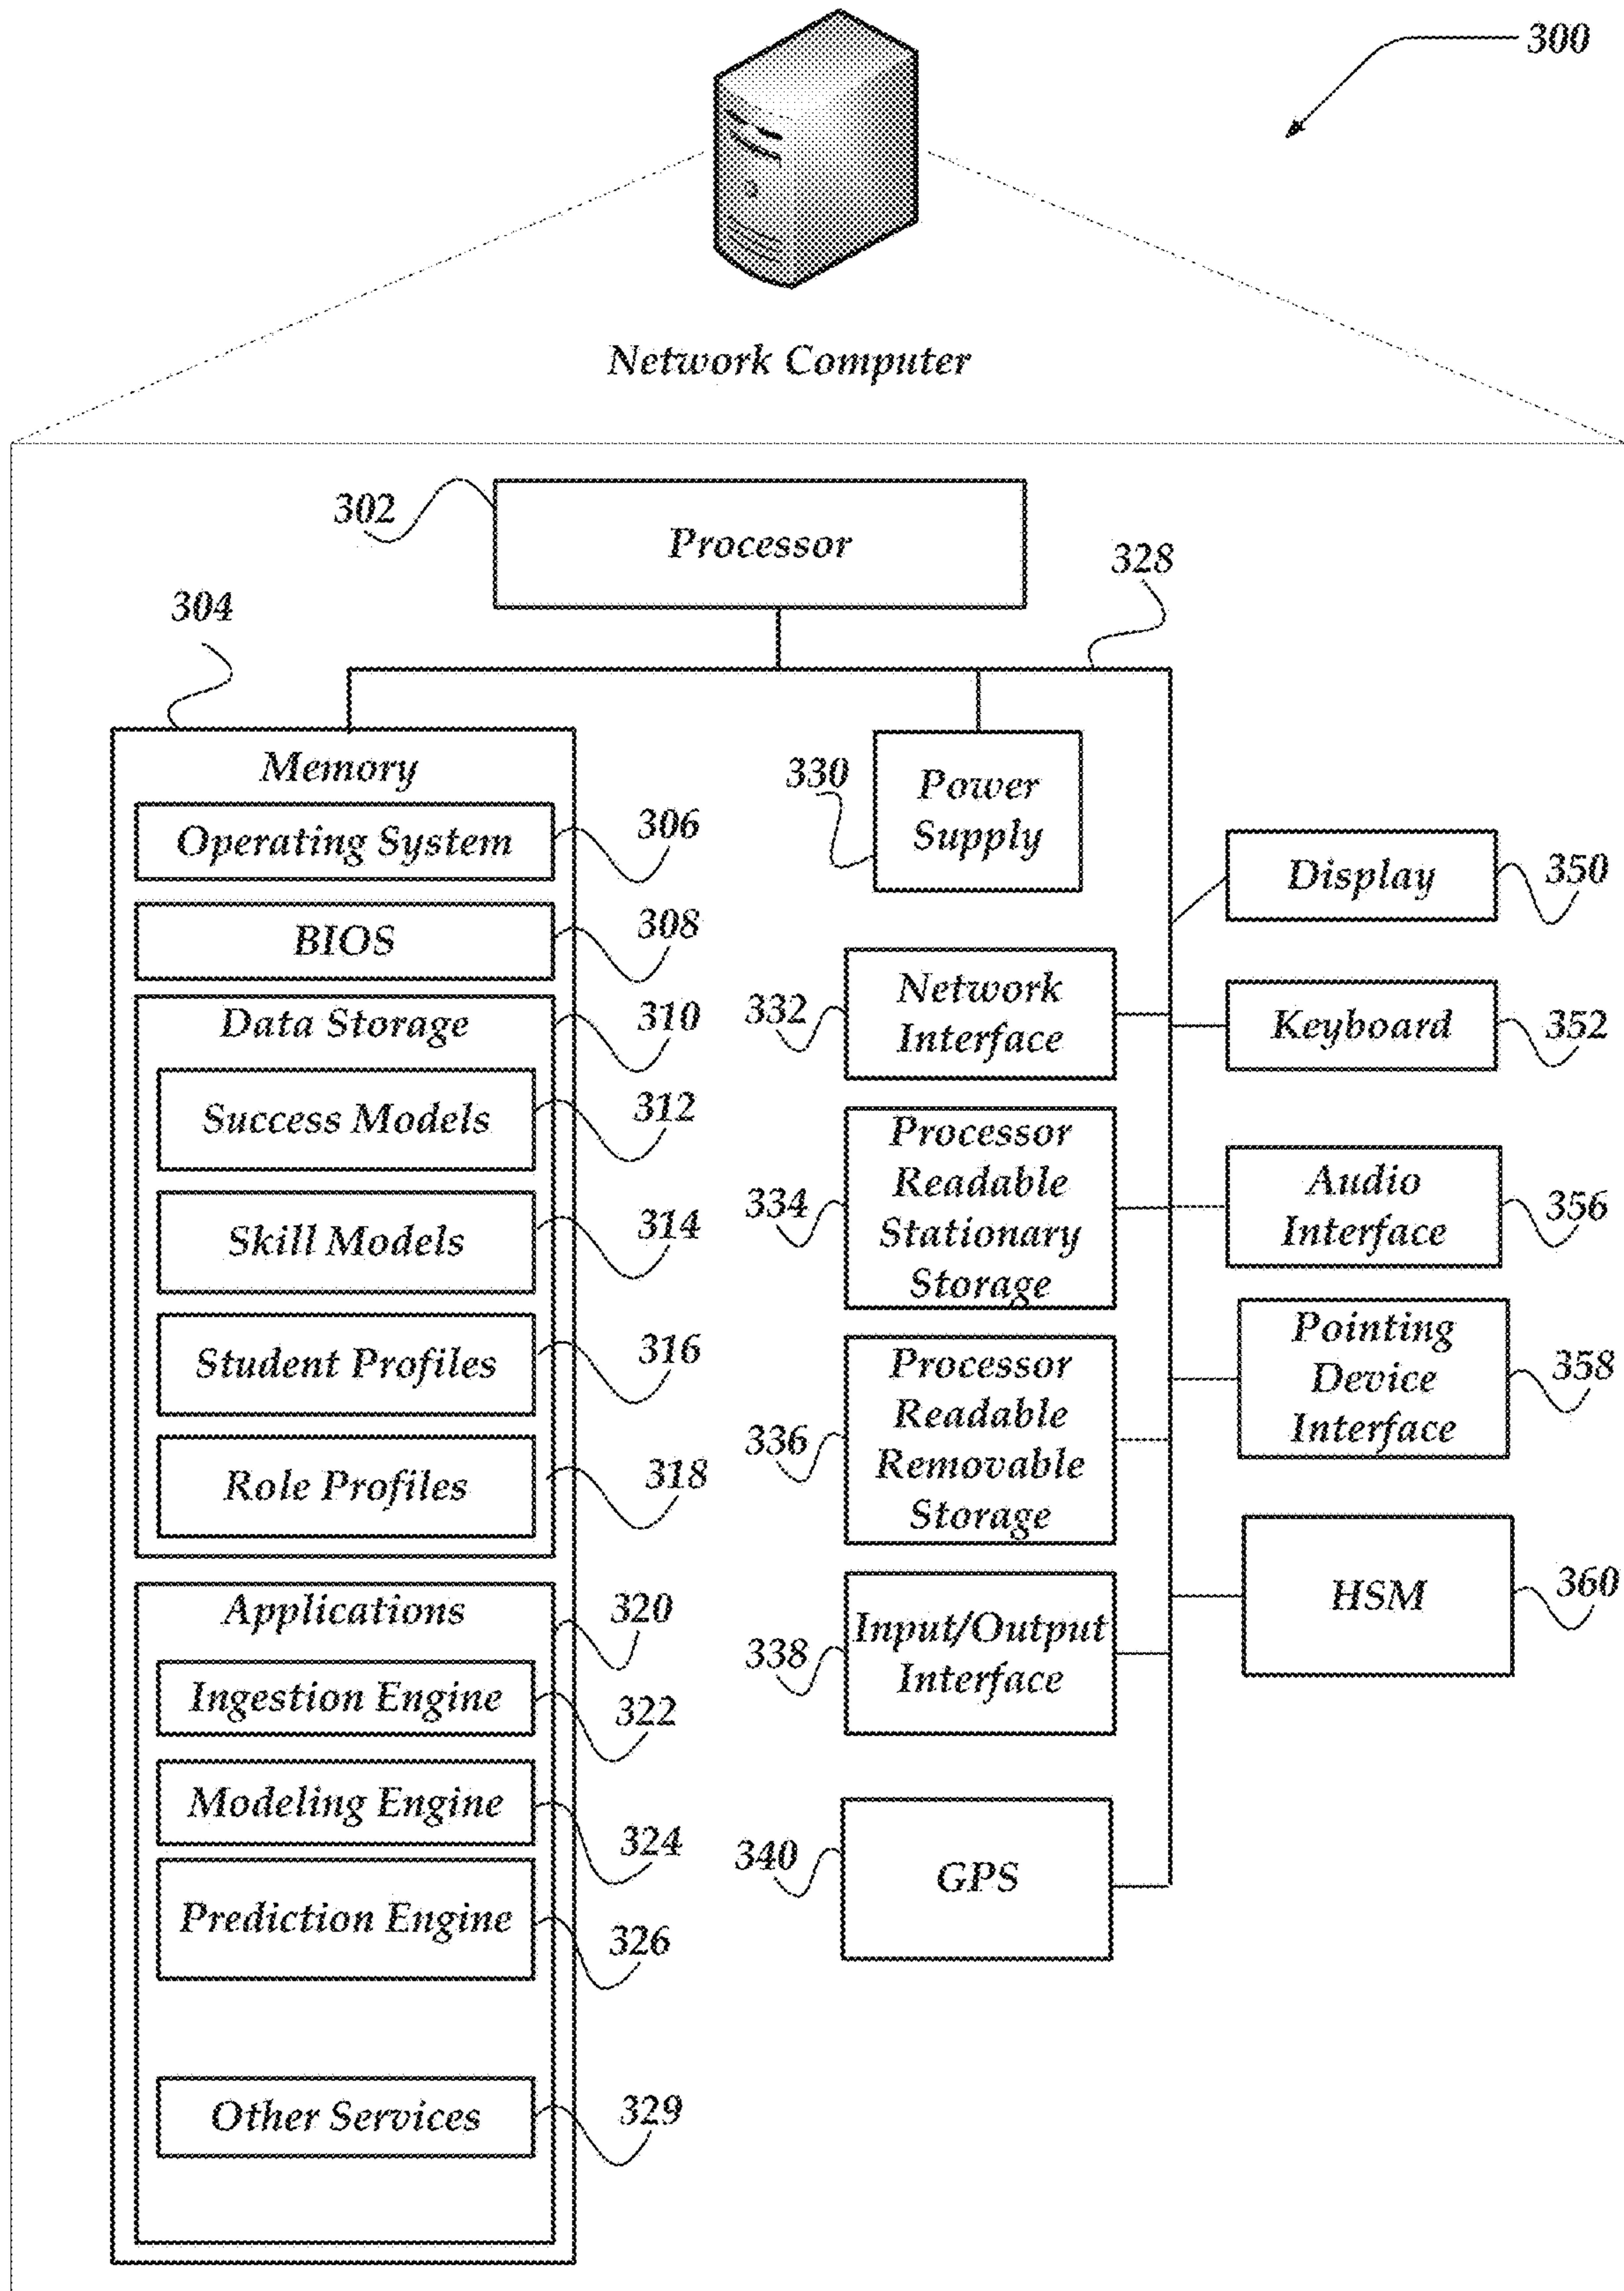 300
Network Computer
302
Processor
328
304
Memory
Operating System
306
BIOS
308
Data Storage
310
Success Models
312
Skill Models
314
Student Profiles
316
Role Profiles
318
Applications
320
Ingestion Engine
322
Modeling Engine
324
Prediction Engine
326
Other Services
329
330
Power
Supply
332
Network
Interface
334
Processor
Readable
Stationary
Storage
336
Processor
Readable
Removable
Storage
338
Input/Output
Interface
340
GPS
Display
350
Keyboard
352
Audio
Interface
356
Pointing
Device
Interface
358
HSM
360